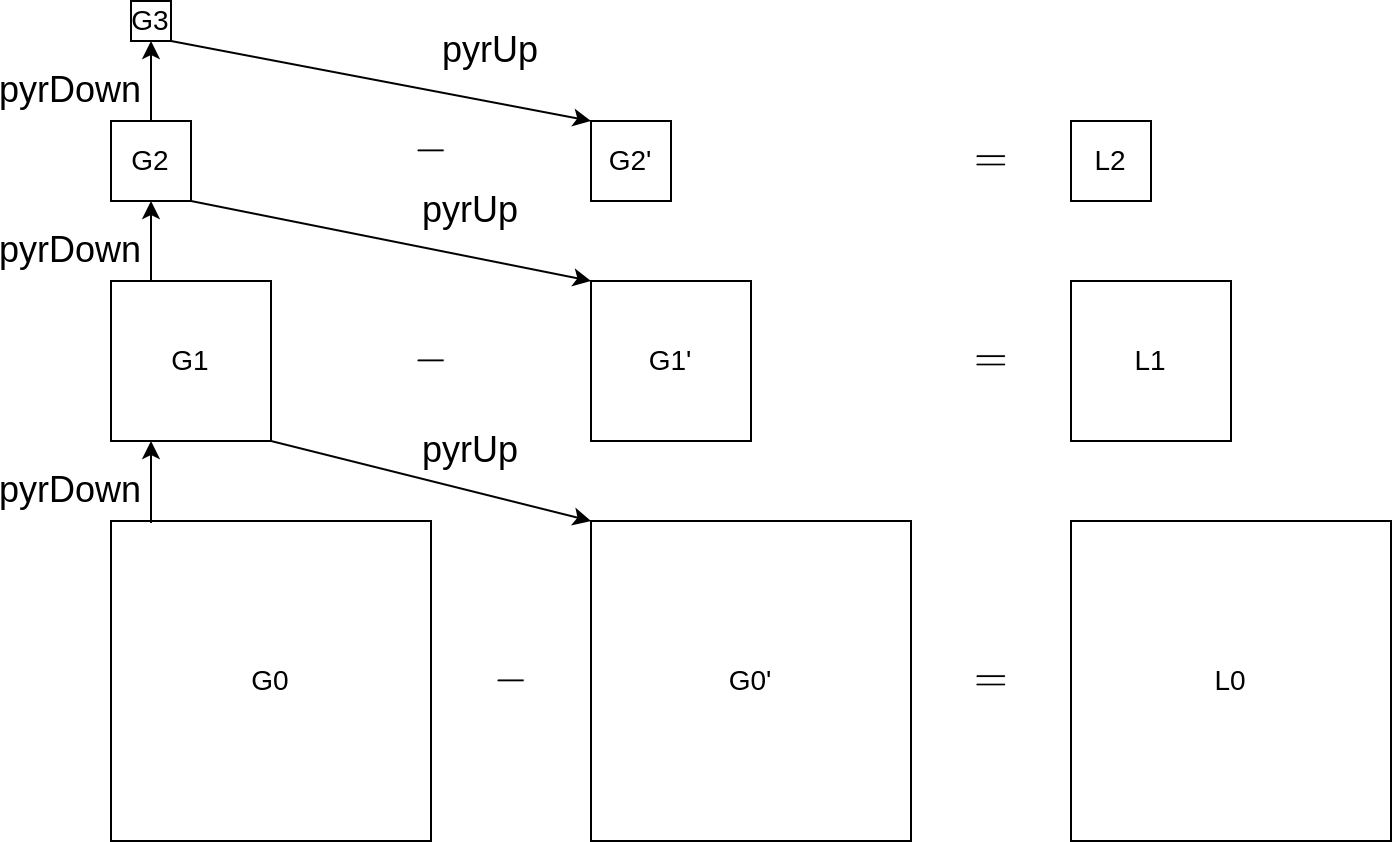 G3
pyrUp
pyrDown
G2
−
G2'
=
L2
pyrUp
pyrDown
G1
−
G1'
=
L1
pyrUp
pyrDown
G0
−
G0'
=
L0